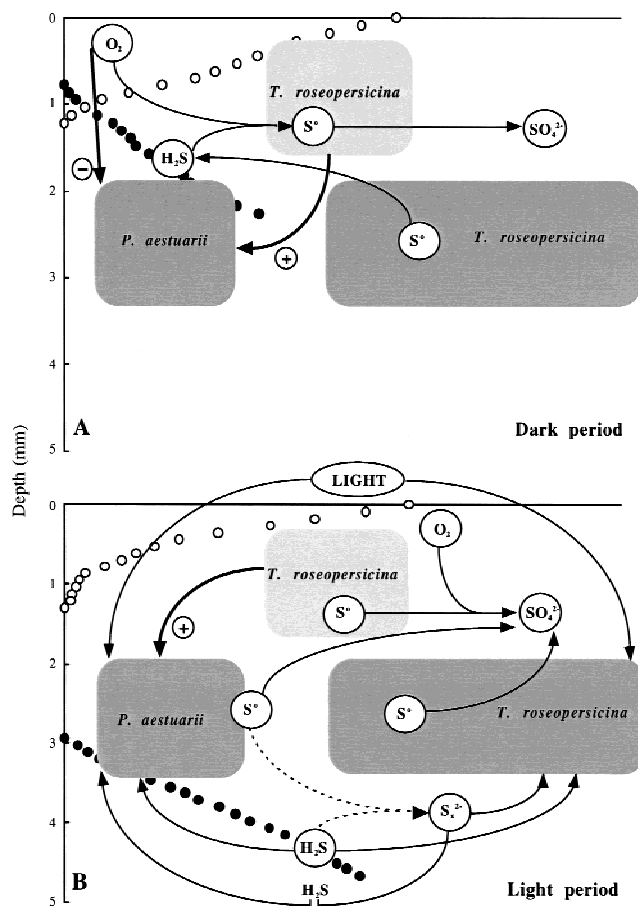 0
O₂
T. roseopersicina
1
S°
SO₄²⁻
H₂S
−
2
P. aestuarii
S°
T. roseopersicina
+
3
4
A
Dark period
5
Depth (mm)
LIGHT
0
O₂
T. roseopersicina
1
+
S°
SO₄²⁻
2
P. aestuarii
S°
S°
T. roseopersicina
3
Sₓ²⁻
4
H₂S
H₂S
B
Light period
5